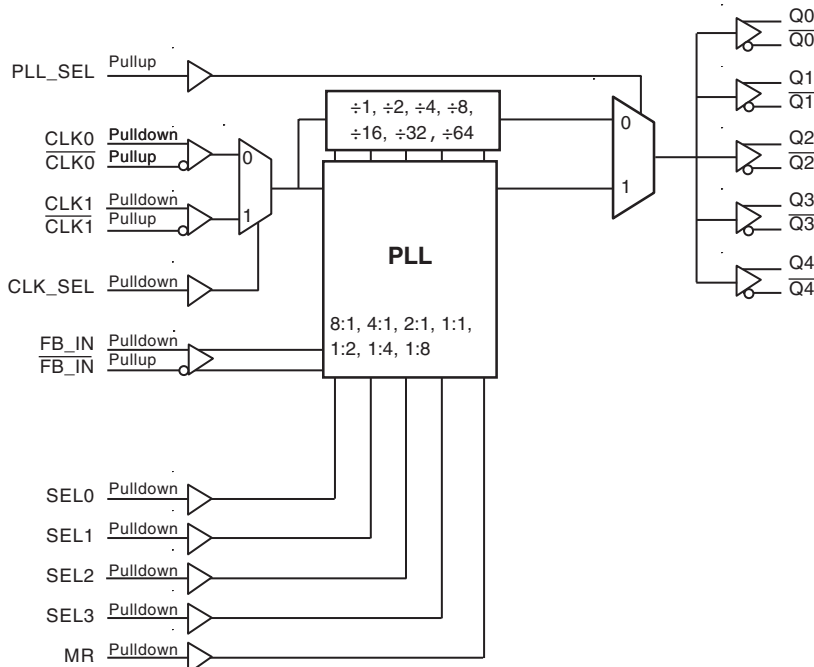 PLL_SEL Pullup
CLK0 Pulldown
CLK0 Pullup
CLK1 Pulldown
CLK1 Pullup
CLK_SEL Pulldown
FB_IN Pulldown
FB_IN Pullup
SEL0 Pulldown
SEL1 Pulldown
SEL2 Pulldown
SEL3 Pulldown
MR Pulldown
0
1
÷1, ÷2, ÷4, ÷8,
÷16, ÷32, ÷64
PLL
8:1, 4:1, 2:1, 1:1,
1:2, 1:4, 1:8
0
1
Q0
Q0
Q1
Q1
Q2
Q2
Q3
Q3
Q4
Q4